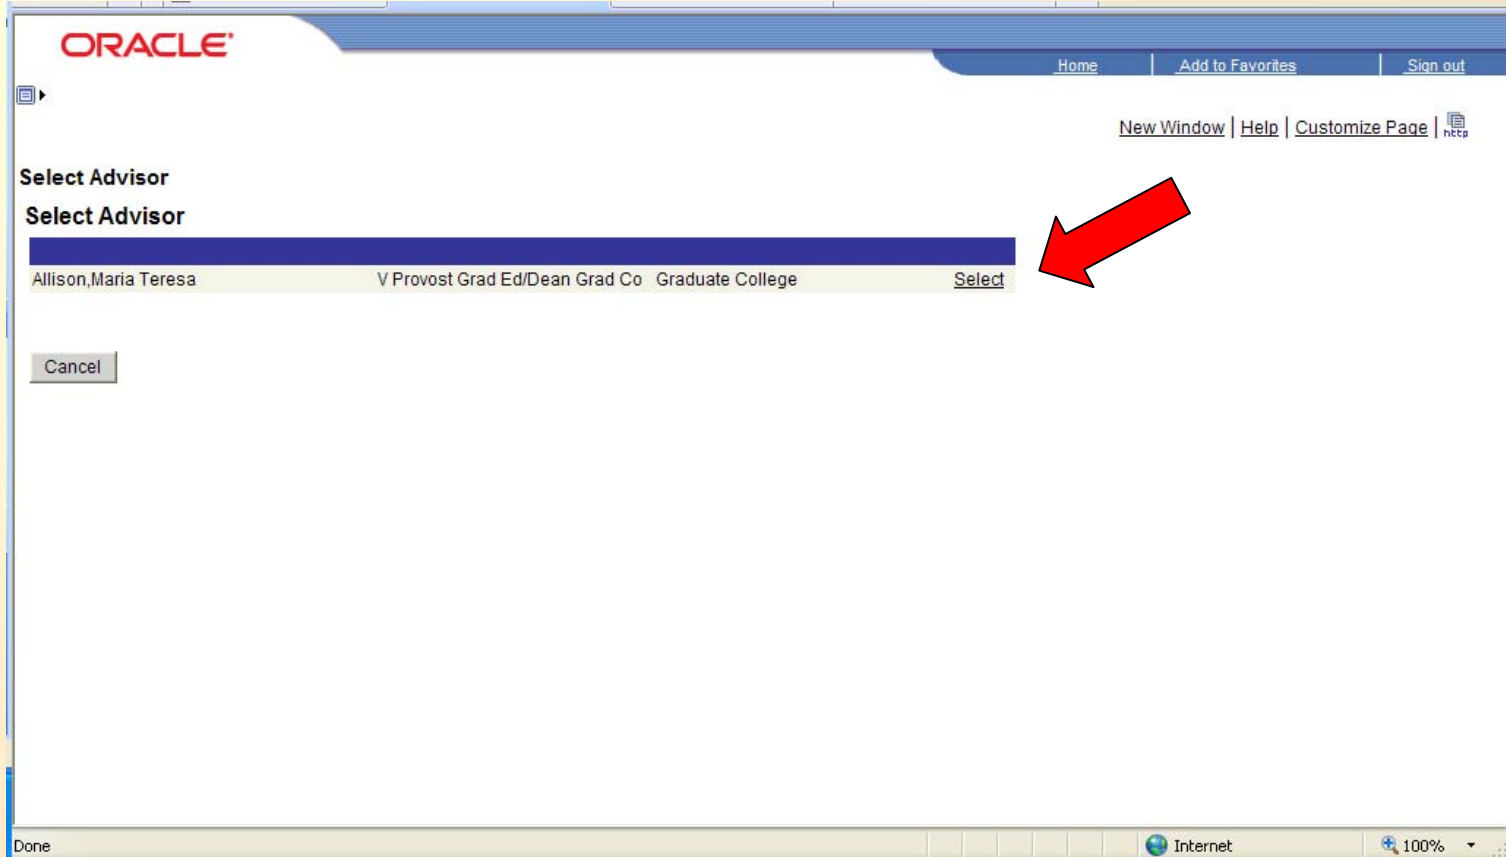 ORACLE
Home Add to Favorites Sign out
New Window | Help | Customize Page | http
Select Advisor
Select Advisor
Allison,Maria Teresa V Provost Grad Ed/Dean Grad Co Graduate College Select
Cancel
Done Internet 100%